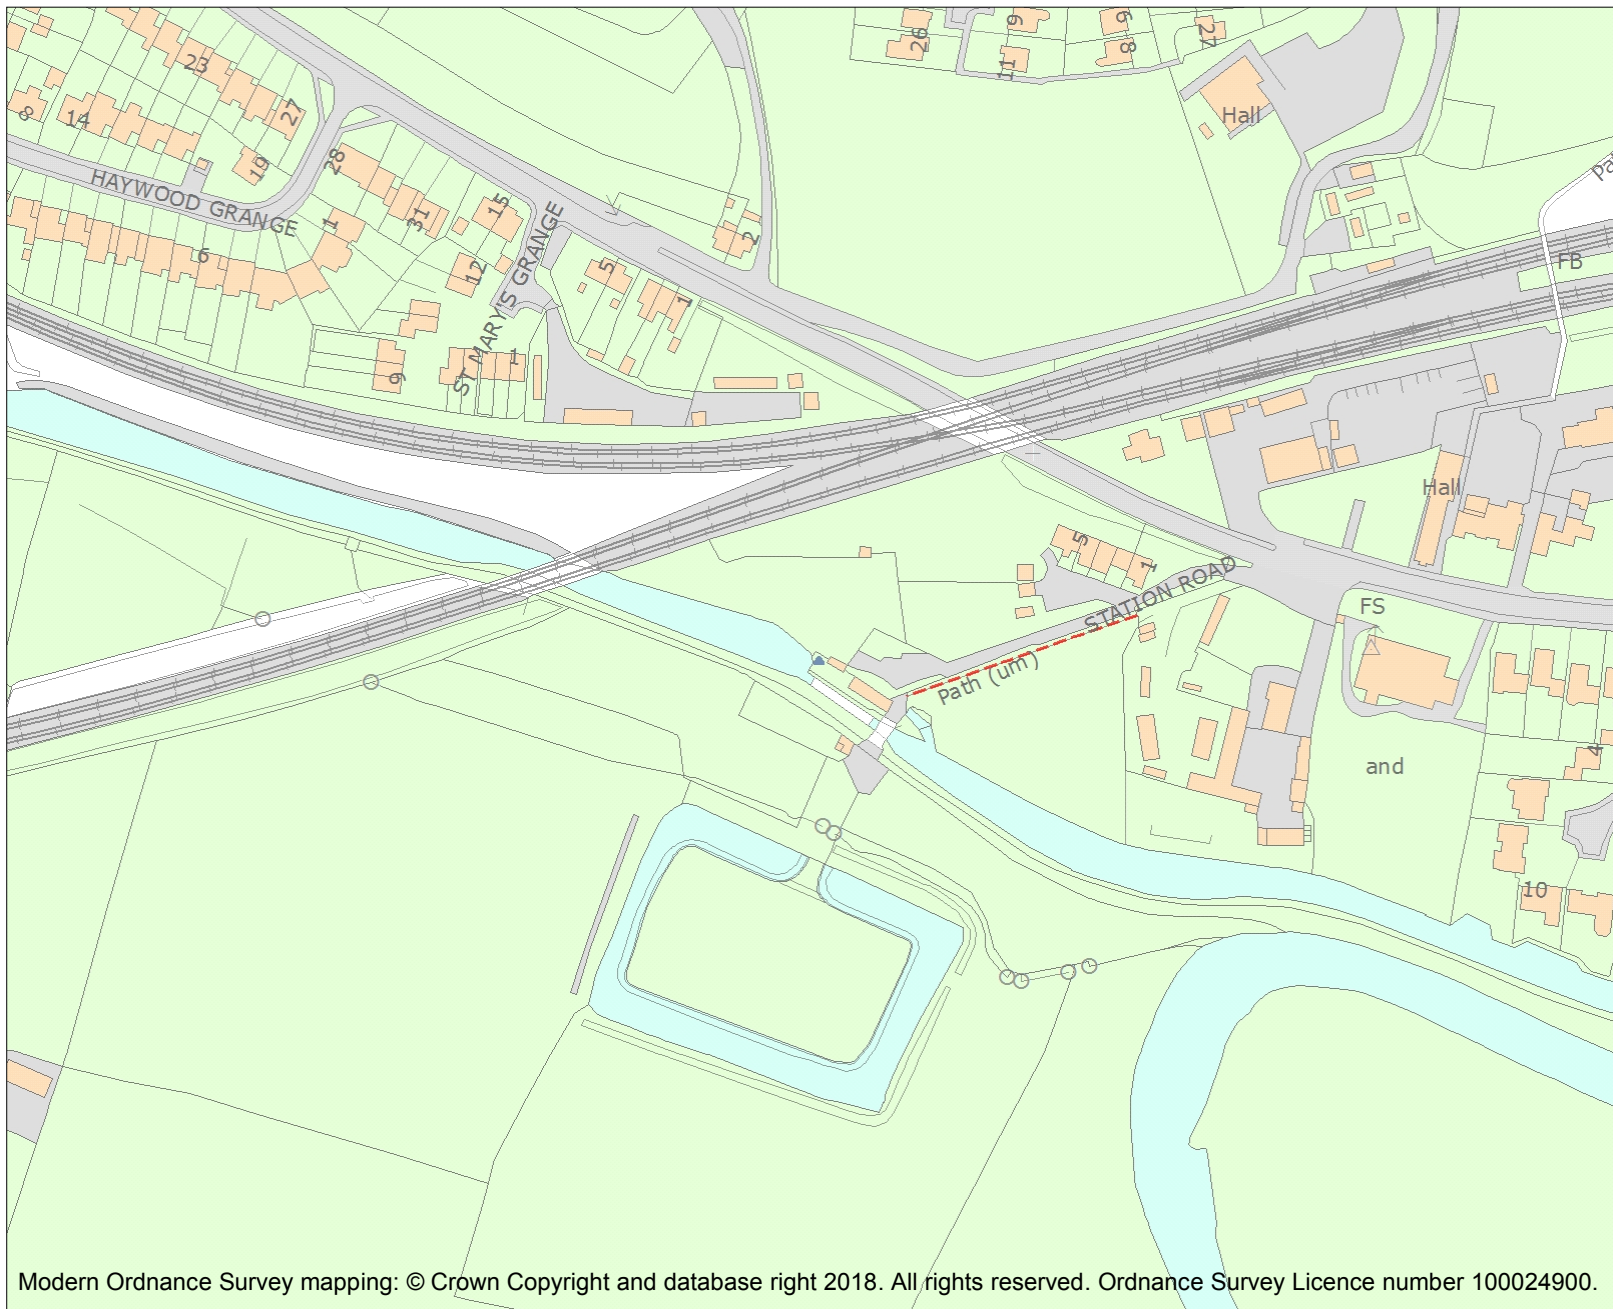 26
9
11
6
8
27
Hall
23
8
14
27
19
28
HAYWOOD GRANGE
31
15
1
6
12
ST MARY'S GRANGE
2
5
1
FB
9
1
Hall
5
1
STATION ROAD
FS
Path (um)
and
4
10
Modern Ordnance Survey mapping: © Crown Copyright and database right 2018. All rights reserved. Ordnance Survey Licence number 100024900.